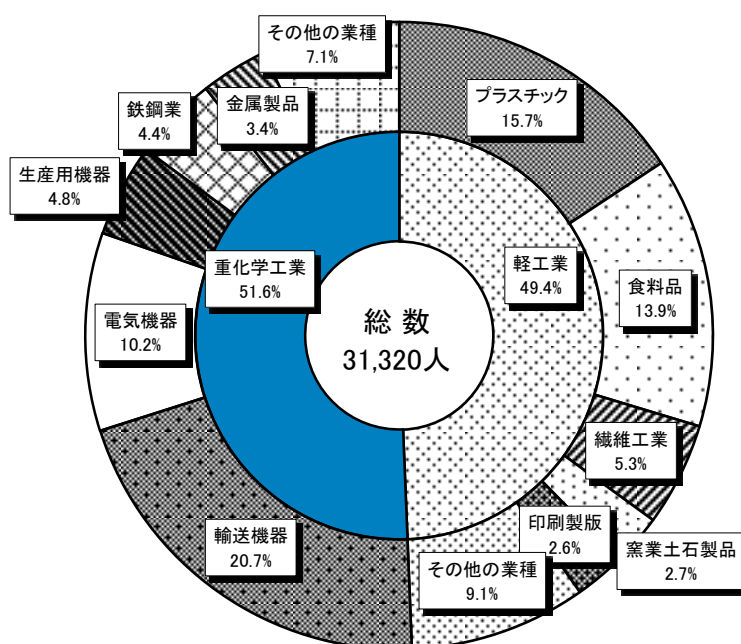 その他の業種
7.1%
プラスチック
15.7%
鉄鋼業
4.4%
金属製品
3.4%
生産用機器
4.8%
重化学工業
51.6%
軽工業
49.4%
食料品
13.9%
電気機器
10.2%
総 数
31,320人
繊維工業
5.3%
輸送機器
20.7%
印刷製版
2.6%
窯業土石製品
2.7%
その他の業種
9.1%